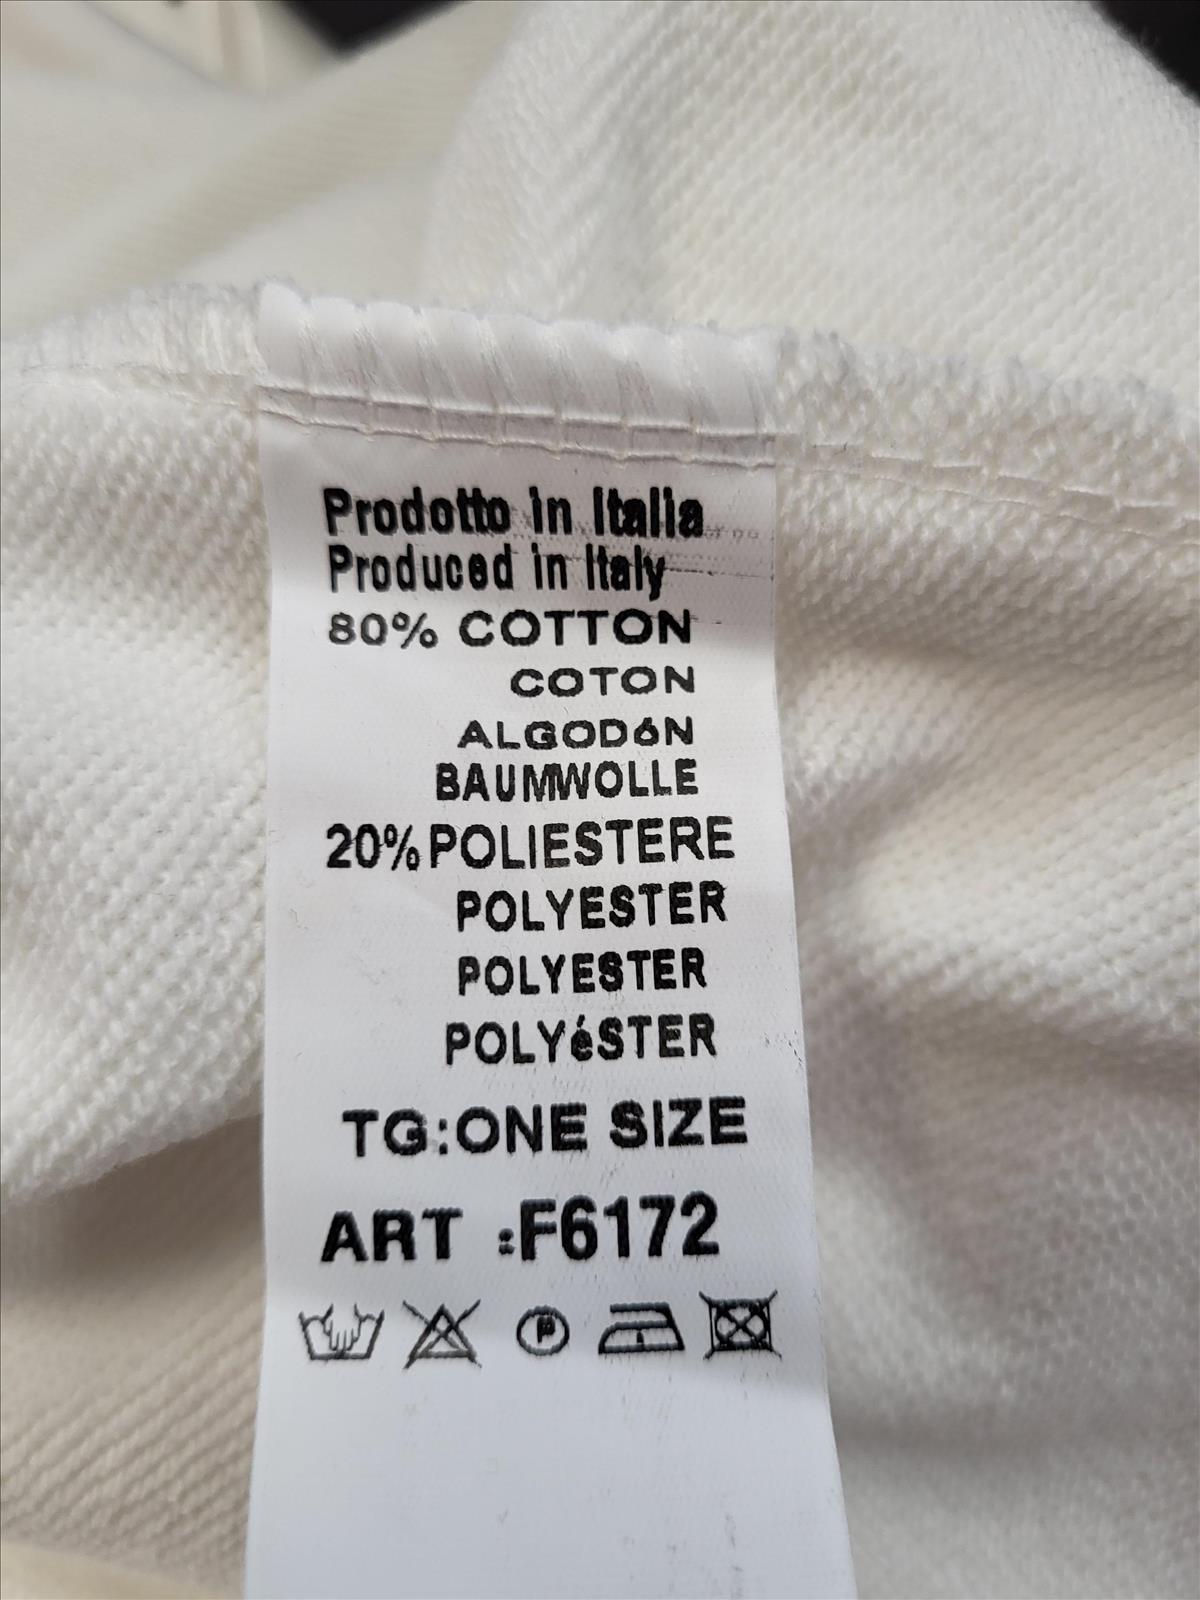 Prodotto in Italia
Produced in Italy
80% COTTON
COTON
ALGODóN
BAUMWOLLE
20% POLIESTERE
POLYESTER
POLYESTER
POLYéSTER
TG:ONE SIZE
ART :F6172
P